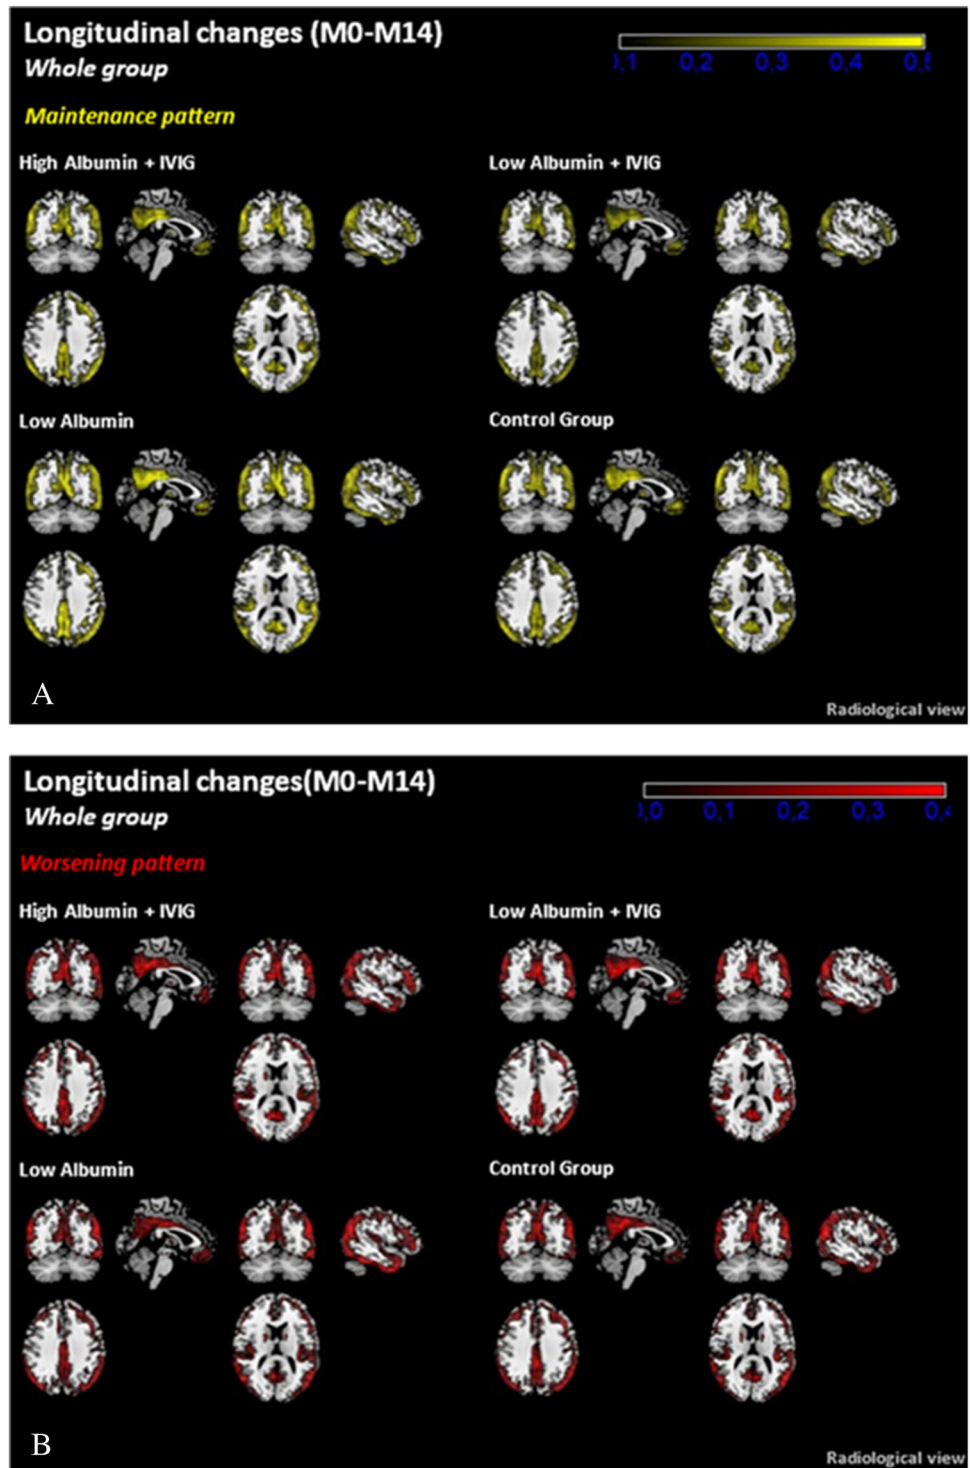 Longitudinal changes (M0-M14)
Whole group
0,2 0,3 0,4
Maintenance pattern
High Albumin + IVIG
Low Albumin + IVIG
Low Albumin
Control Group
A
Radiological view
Longitudinal changes(M0-M14)
Whole group
0,1 0,2 0,3
Worsening pattern
High Albumin + IVIG
Low Albumin + IVIG
Low Albumin
Control Group
B
Radiological view